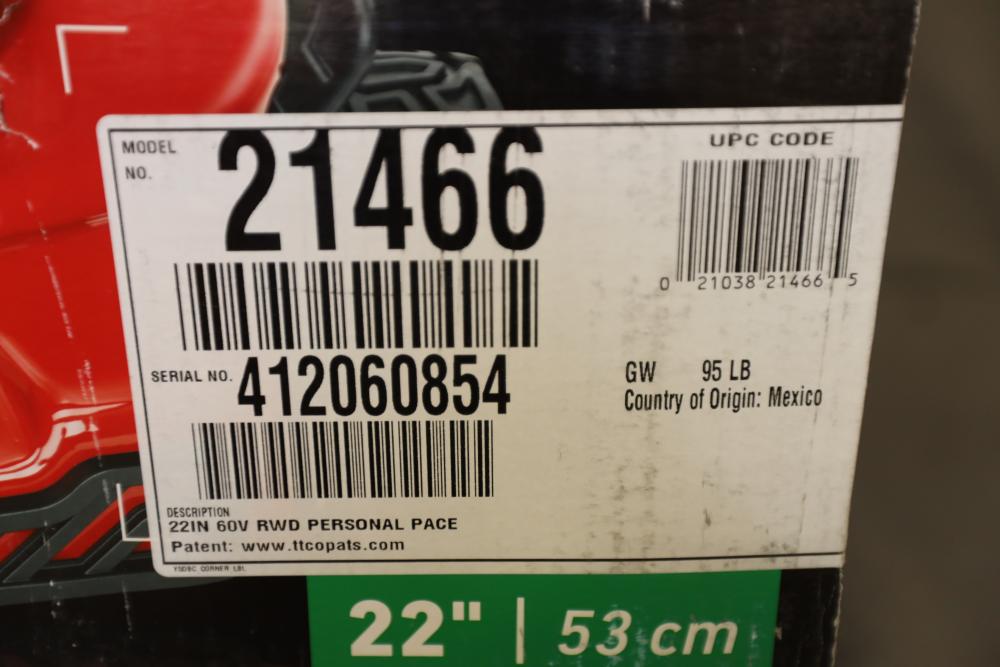 MODEL
NO.
21466
UPC CODE
0 21038 21466 5
SERIAL NO. 412060854
GW 95 LB
Country of Origin: Mexico
DESCRIPTION
22IN 60V RWD PERSONAL PACE
Patent: www.ttcopats.com
22" | 53 cm